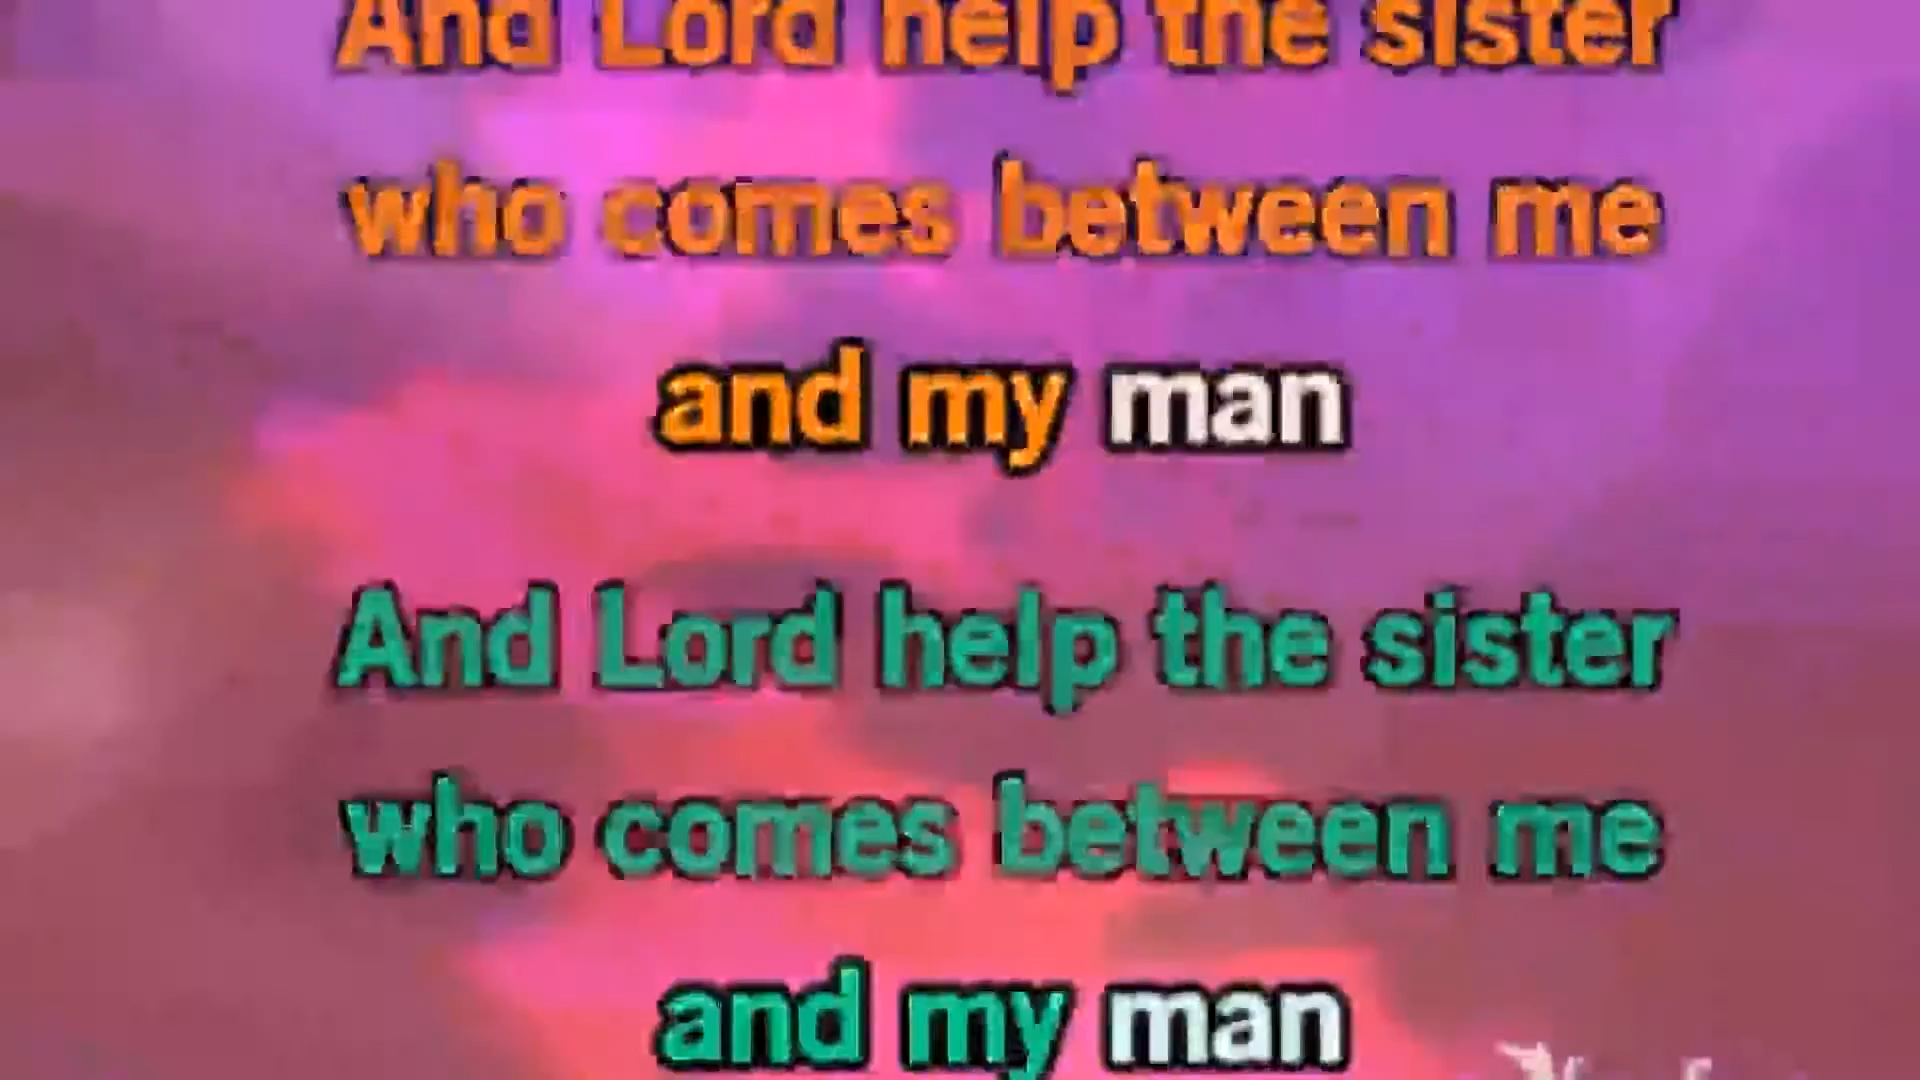 And Lord help the sister
who comes between me
and my man
And Lord help the sister
who comes between me
and my man